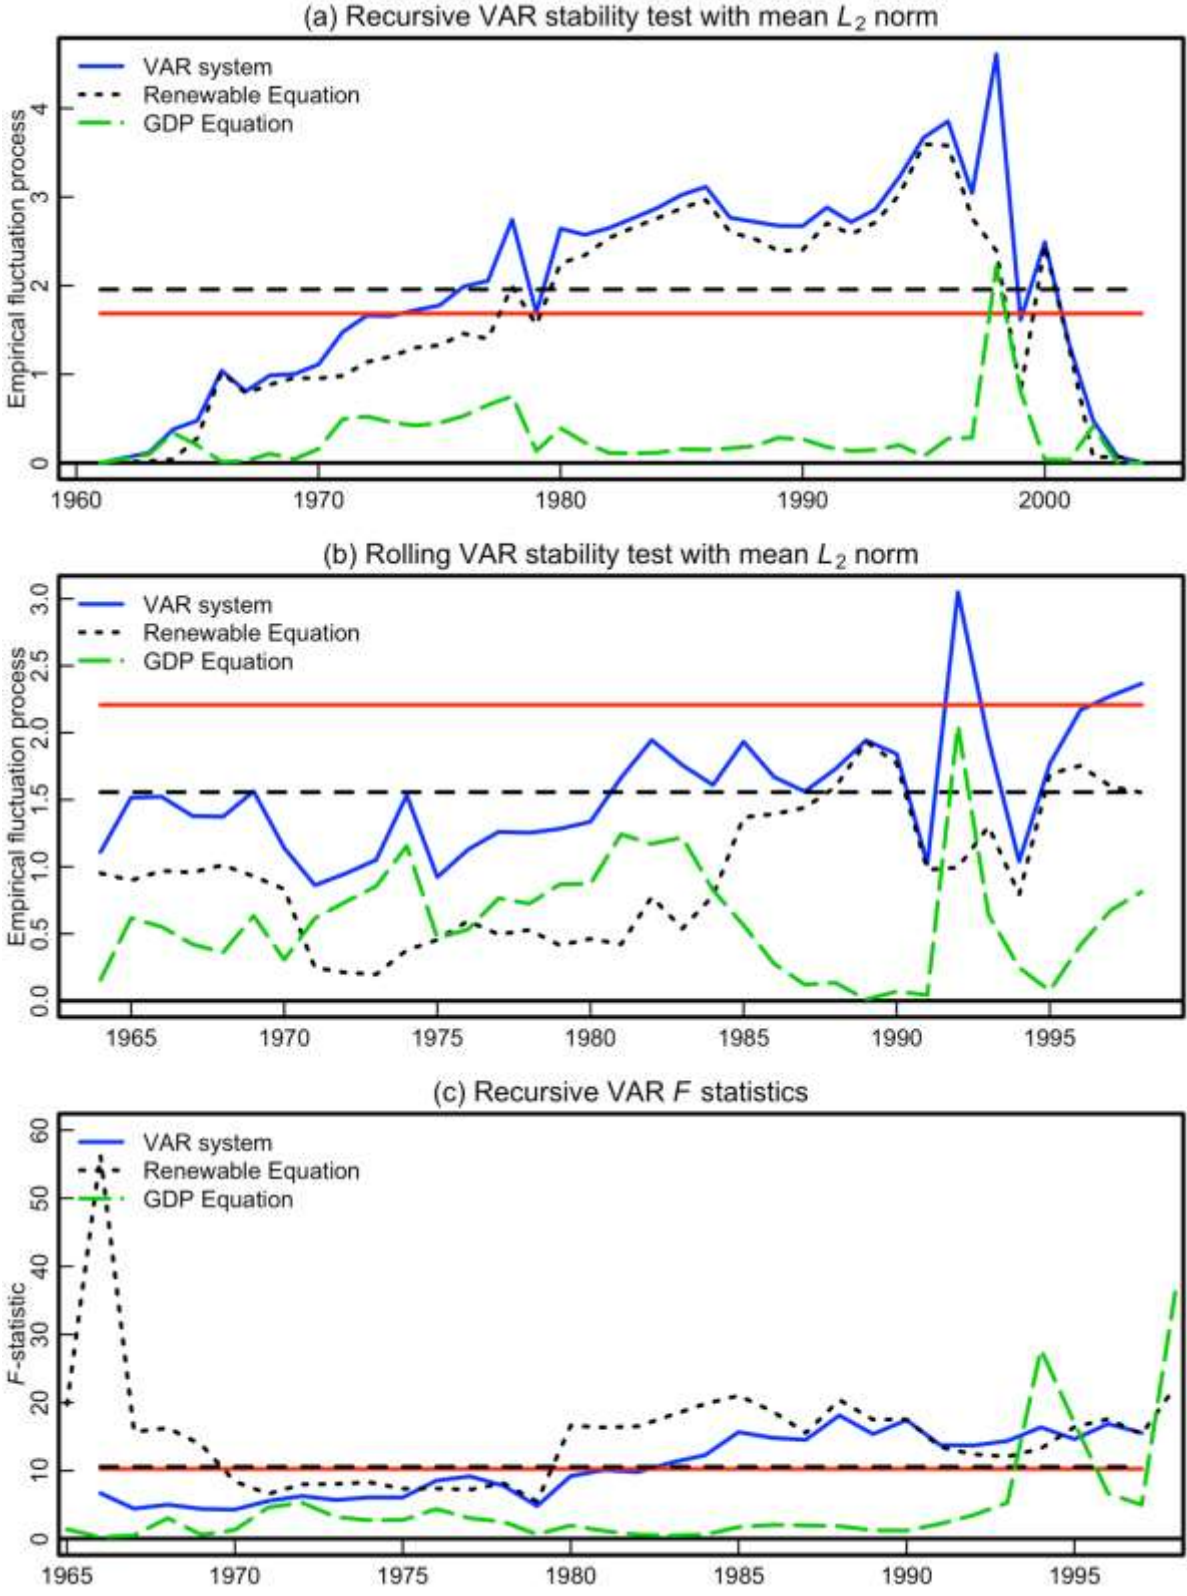 (a) Recursive VAR stability test with mean L2 norm
VAR system
Renewable Equation
GDP Equation
Empirical fluctuation process
4
3
2
1
0
1960 1970 1980 1990 2000
(b) Rolling VAR stability test with mean L2 norm
VAR system
Renewable Equation
GDP Equation
Empirical fluctuation process
3.0
2.5
2.0
1.5
1.0
0.5
0.0
1965 1970 1975 1980 1985 1990 1995
(c) Recursive VAR F statistics
VAR system
Renewable Equation
GDP Equation
F-statistic
60
50
40
30
20
10
0
1965 1970 1975 1980 1985 1990 1995